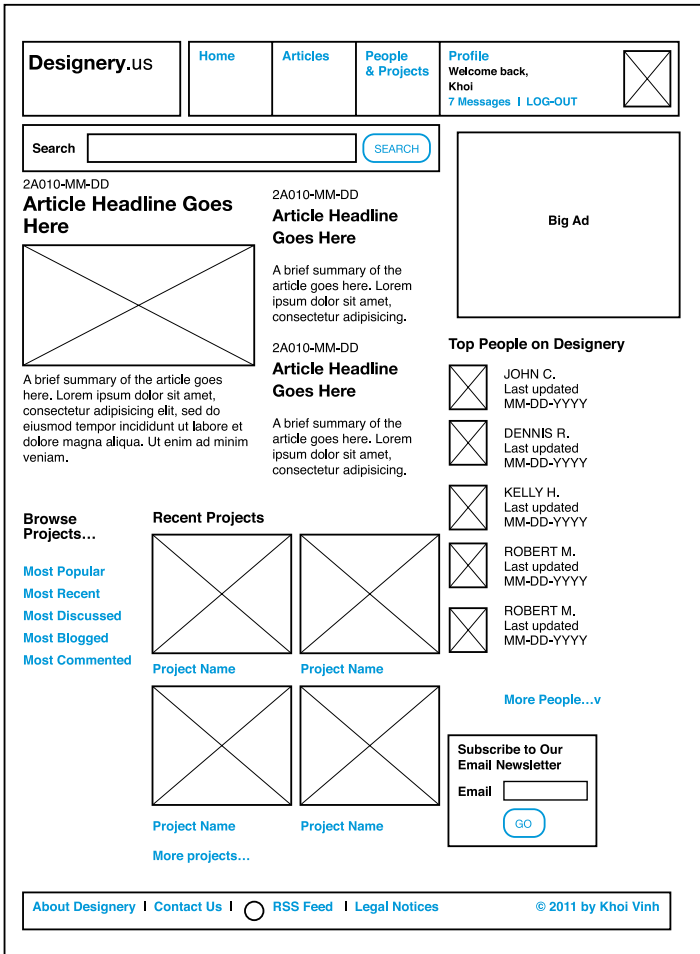 Designery.us
Home
Articles
People
& Projects
Profile
Welcome back,
Khoi
7 Messages I LOG-OUT
Search
SEARCH
2A010-MM-DD
Article Headline Goes
Here
A brief summary of the article goes
here. Lorem ipsum dolor sit amet,
consectetur adipisicing elit, sed do
eiusmod tempor incididunt ut labore et
dolore magna aliqua. Ut enim ad minim
veniam.
2A010-MM-DD
Article Headline
Goes Here
A brief summary of the
article goes here. Lorem
ipsum dolor sit amet,
consectetur adipisicing.
2A010-MM-DD
Article Headline
Goes Here
A brief summary of the
article goes here. Lorem
ipsum dolor sit amet,
consectetur adipisicing.
Big Ad
Top People on Designery
JOHN C.
Last updated
MM-DD-YYYY
DENNIS R.
Last updated
MM-DD-YYYY
KELLY H.
Last updated
MM-DD-YYYY
ROBERT M.
Last updated
MM-DD-YYYY
ROBERT M.
Last updated
MM-DD-YYYY
More People…v
Browse
Projects…
Most Popular
Most Recent
Most Discussed
Most Blogged
Most Commented
Recent Projects
Project Name
Project Name
Project Name
Project Name
More projects…
Subscribe to Our
Email Newsletter
Email
GO
About Designery I Contact Us I RSS Feed I Legal Notices
© 2011 by Khoi Vinh